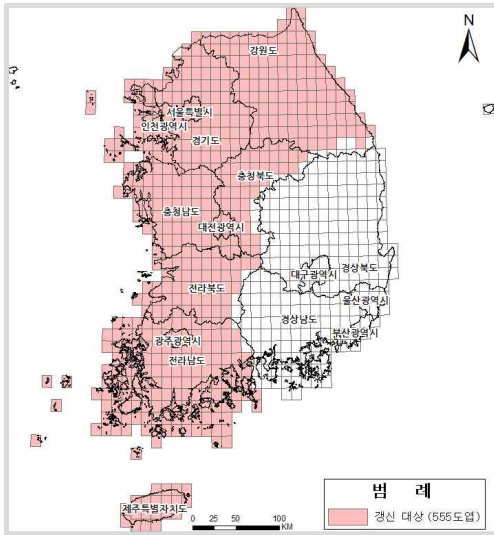 N
강원도
서울특별시
인천광역시
경기도
충청북도
충청남도
대전광역시
경상북도
대구광역시
전라북도
울산광역시
경상남도
부산광역시
광주광역시
전라남도
제주특별자치도
0 25 50 100
KM
범 례
갱신 대상 (555도엽)